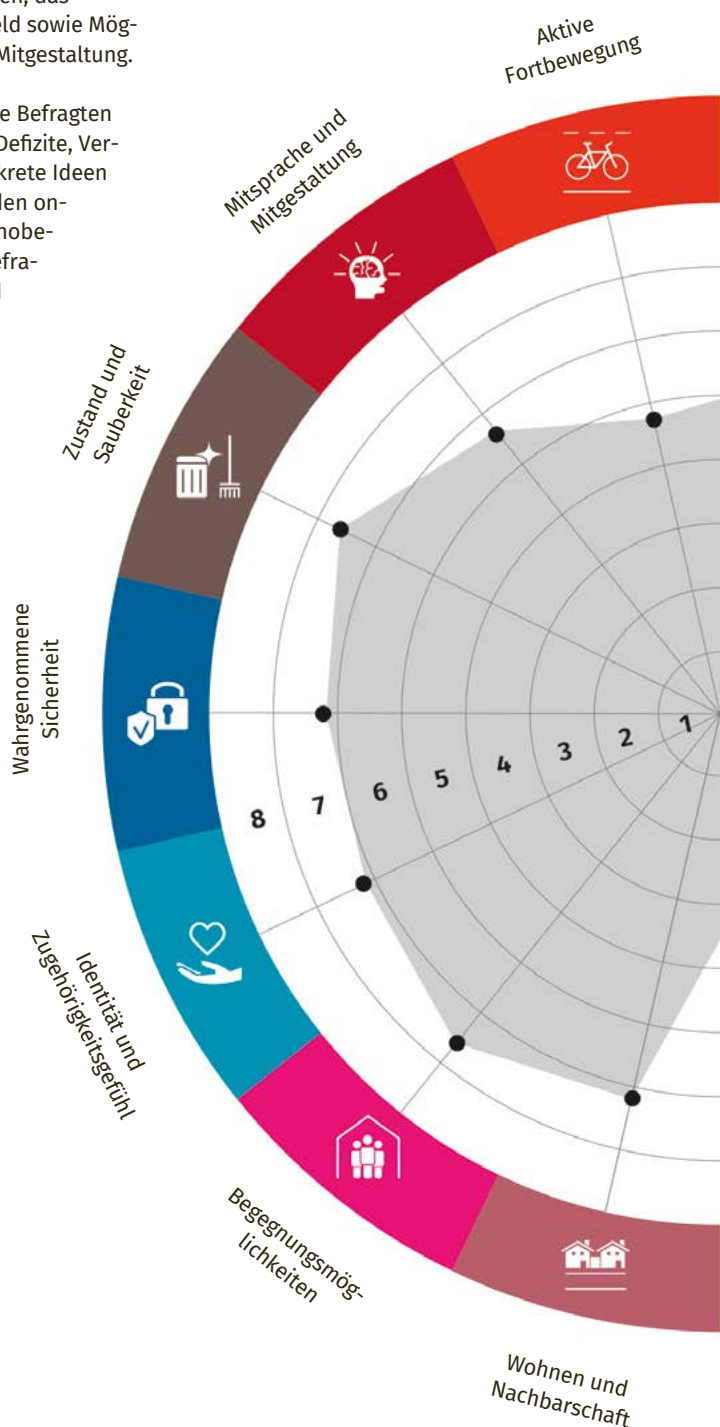 en, das
eld sowie Mög-
Mitgestaltung.
e Befragten
Defizite, Ver-
krete Ideen
den on-
nobe-
efra-
Aktive
Fortbewegung
Mitsprache und
Mitgestaltung
Zustand und
Sauberkeit
Wahrgenommene
Sicherheit
8 7 6 5 4 3 2 1
Identität und
Zugehörigkeitsgefühl
Begegnungsmög-
lichkeiten
Wohnen und
Nachbarschaft